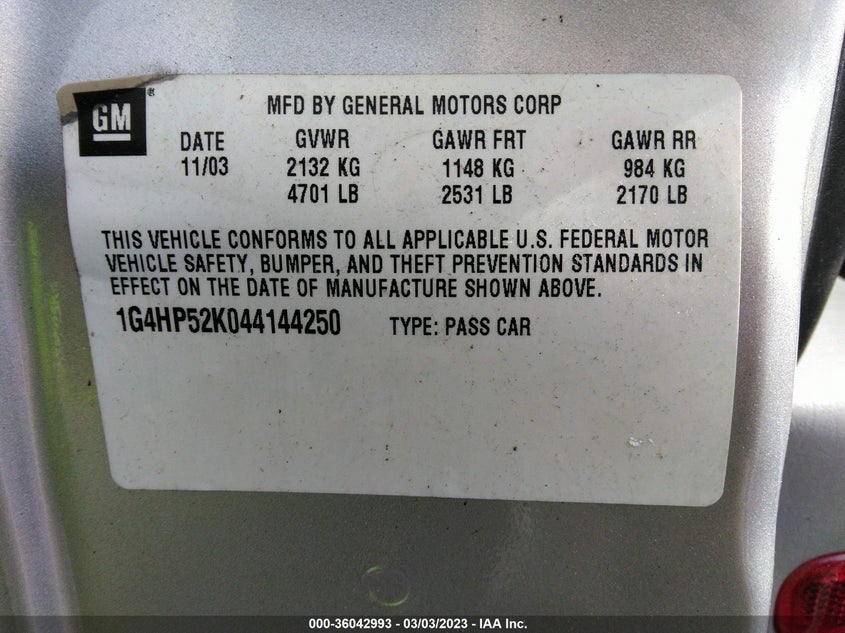 GM®
MFD BY GENERAL MOTORS CORP
DATE GVWR GAWR FRT GAWR RR
11/03 2132 KG 1148 KG 984 KG
4701 LB 2531 LB 2170 LB
THIS VEHICLE CONFORMS TO ALL APPLICABLE U.S. FEDERAL MOTOR
VEHICLE SAFETY, BUMPER, AND THEFT PREVENTION STANDARDS IN
EFFECT ON THE DATE OF MANUFACTURE SHOWN ABOVE.
1G4HP52K044144250 TYPE: PASS CAR
000-36042993 - 03/03/2023 - IAA Inc.